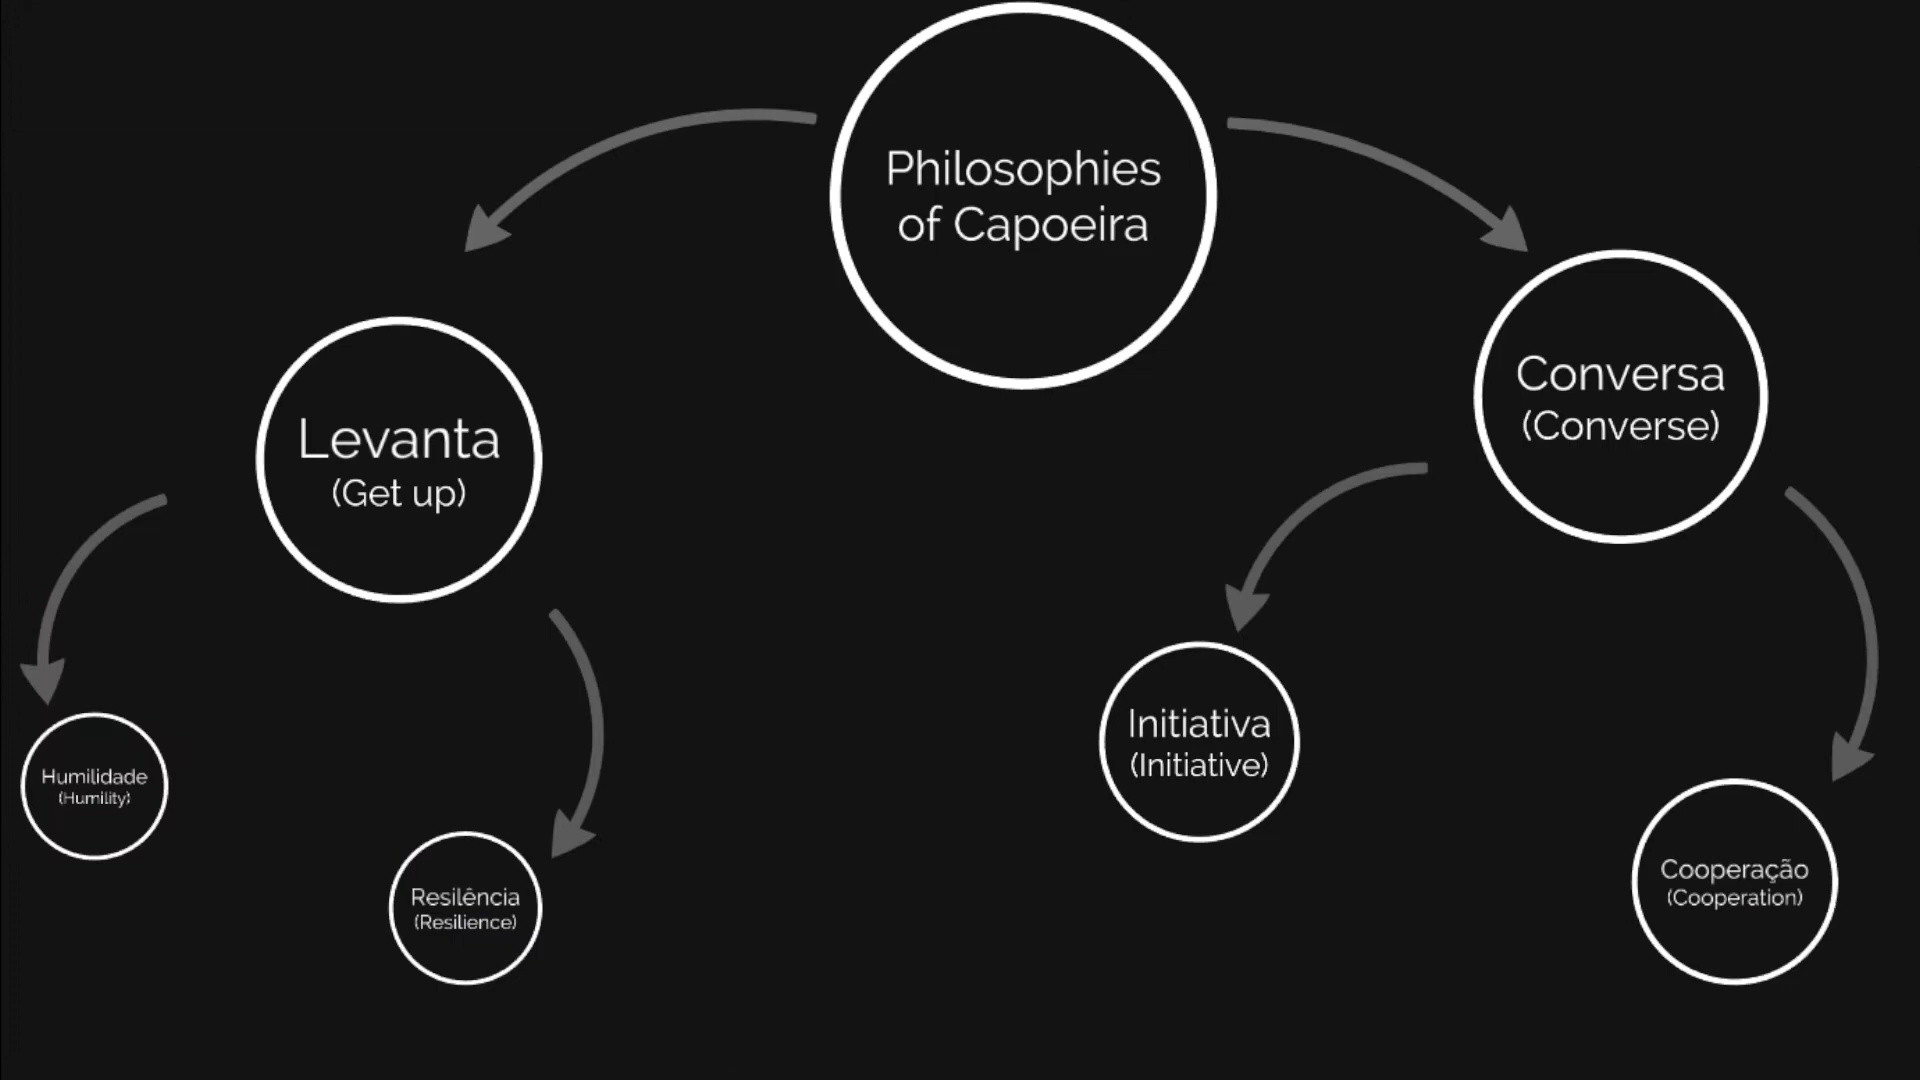 Philosophies
of Capoeira
Levanta
(Get up)
Conversa
(Converse)
Humilidade
(Humility)
Resilência
(Resilience)
Initiativa
(Initiative)
Cooperação
(Cooperation)